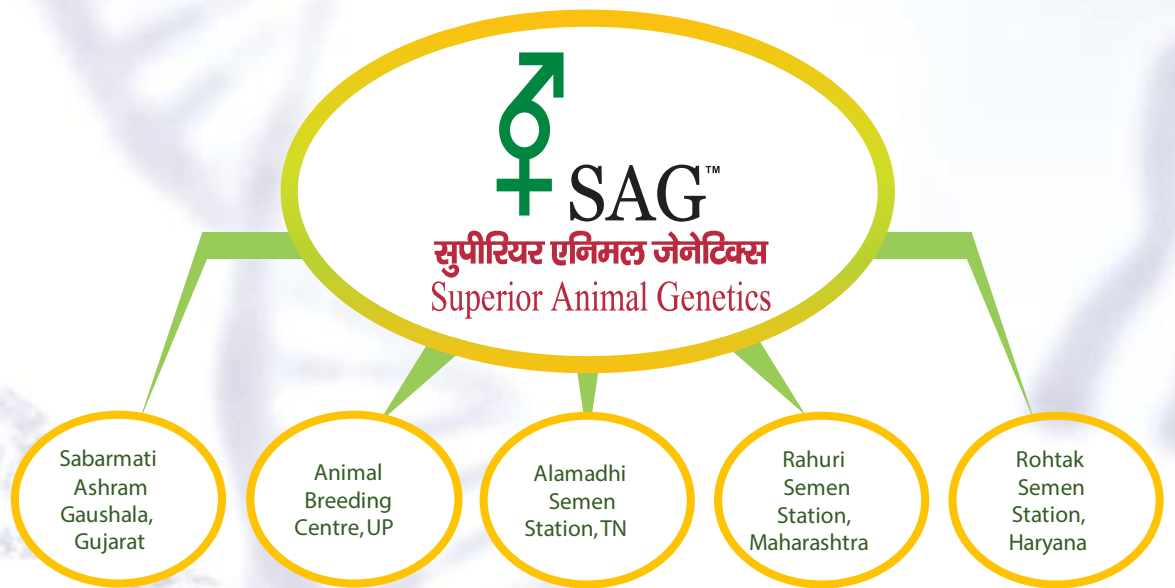 SAG™
सुपीरियर एनिमल जेनेटिक्स
Superior Animal Genetics
Sabarmati
Ashram
Gaushala,
Gujarat
Animal
Breeding
Centre, UP
Alamadhi
Semen
Station, TN
Rahuri
Semen
Station,
Maharashtra
Rohtak
Semen
Station,
Haryana